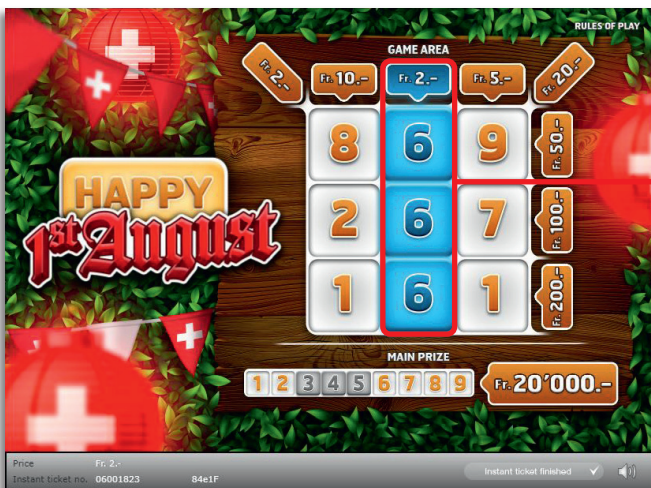 RULES OF PLAY
GAME AREA
Fr. 2.-
Fr. 10.-
Fr. 2.-
Fr. 5.-
Fr. 20.-
8 6 9
Fr. 50.-
HAPPY
1st August
2 6 7
Fr. 100.-
1 6 1
Fr. 200.-
MAIN PRIZE
1 2 3 4 5 6 7 8 9
Fr. 20'000.-
Price Fr. 2.-
Instant ticket no. 06001823 84e1F
Instant ticket finished